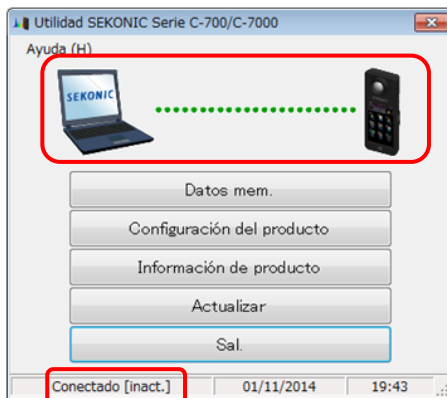 Utilidad SEKONIC Serie C-700/C-7000
Ayuda (H)
SEKONIC
Datos mem.
Configuración del producto
Información de producto
Actualizar
Sal.
Conectado [inact.] 01/11/2014 19:43